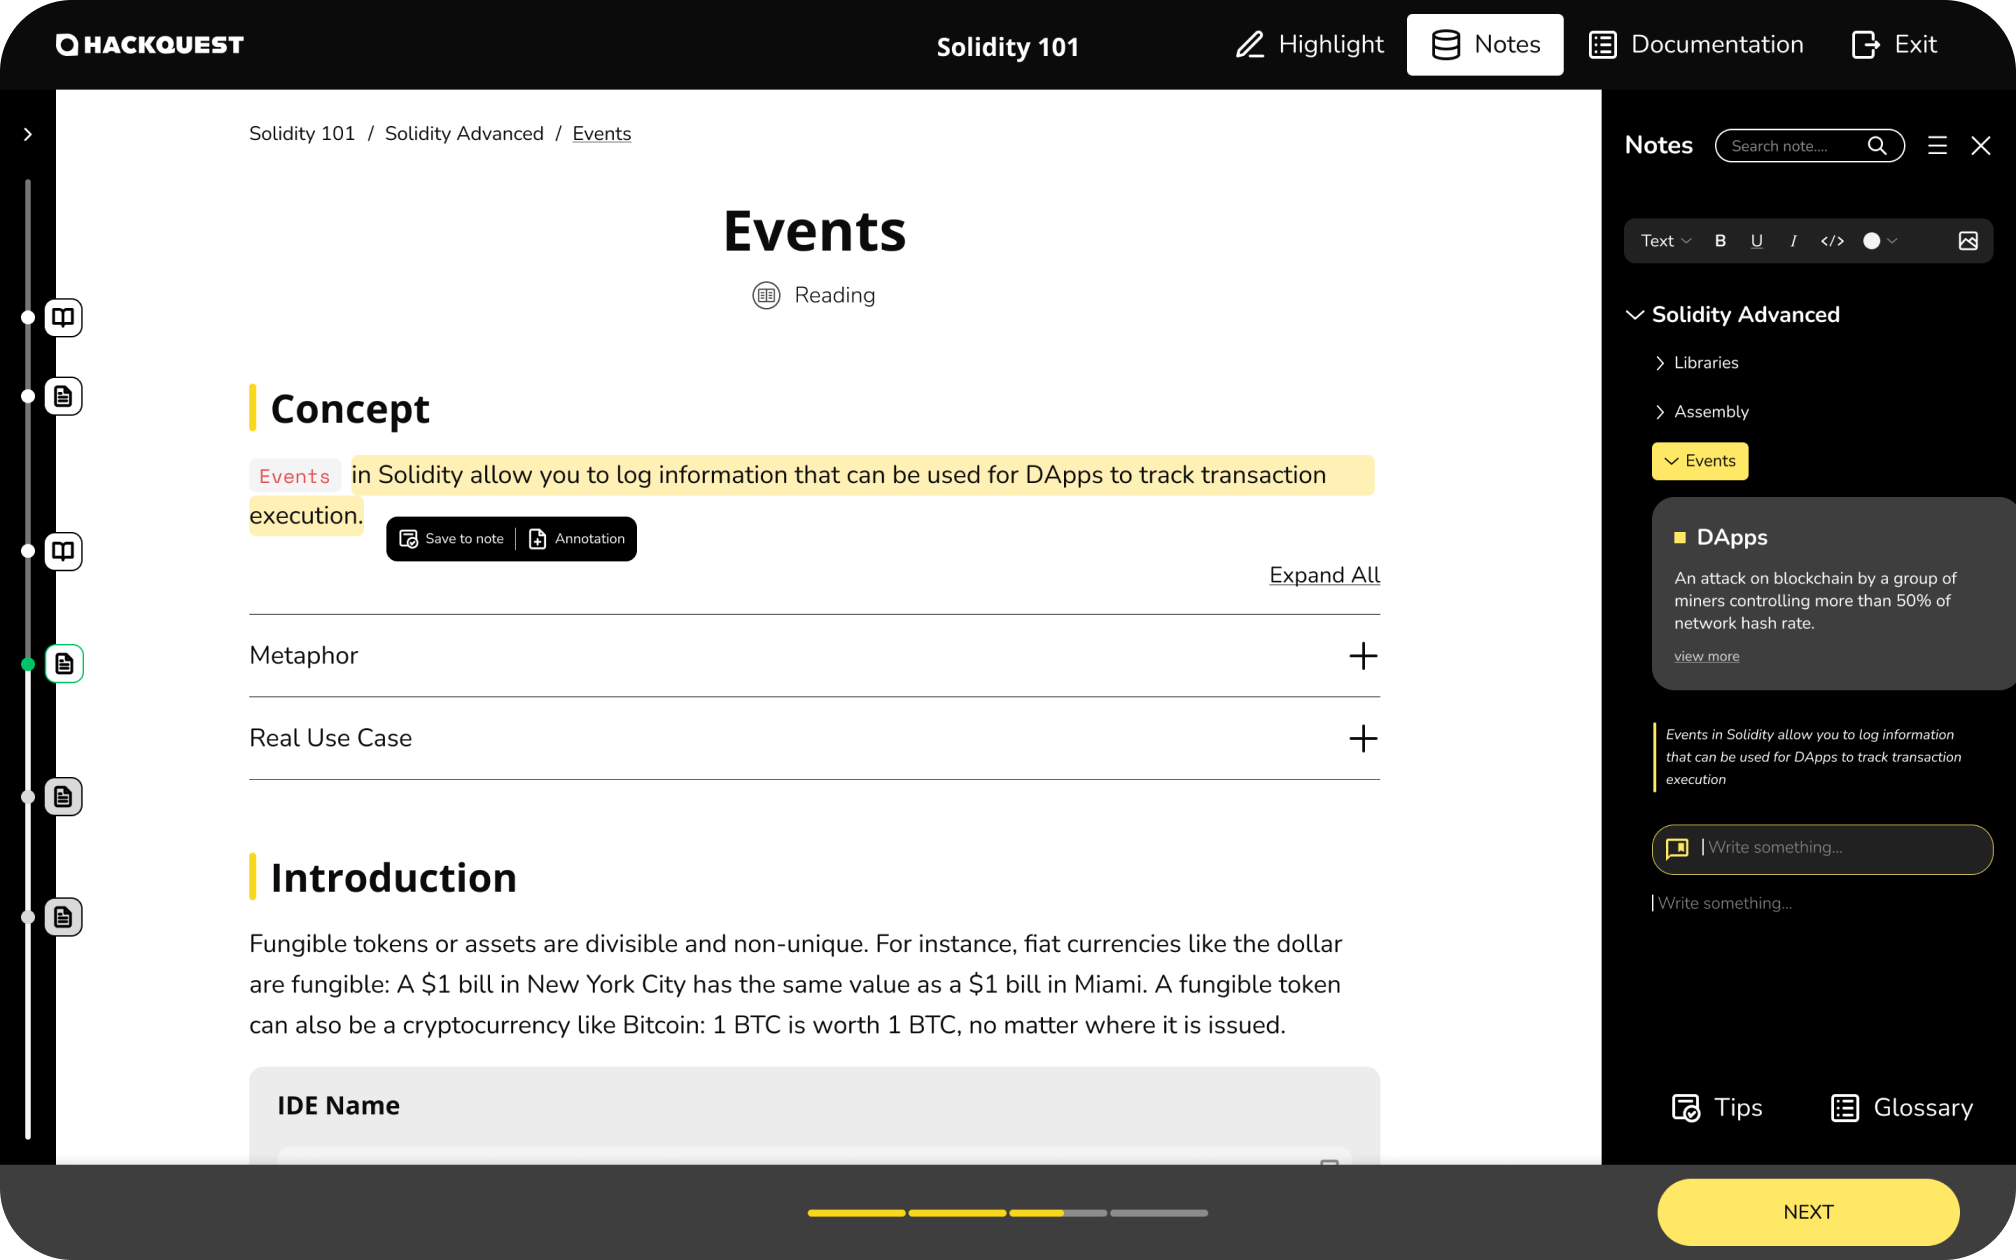 HACKQUEST
Solidity 101
Highlight
Notes
Documentation
Exit
Solidity 101 / Solidity Advanced / Events
Events
Reading
Concept
Events in Solidity allow you to log information that can be used for DApps to track transaction
execution.
Save to note
Annotation
Expand All
Metaphor
Real Use Case
Introduction
Fungible tokens or assets are divisible and non-unique. For instance, fiat currencies like the dollar
are fungible: A $1 bill in New York City has the same value as a $1 bill in Miami. A fungible token
can also be a cryptocurrency like Bitcoin: 1 BTC is worth 1 BTC, no matter where it is issued.
IDE Name
Notes
Search note....
Text B U I </>
Solidity Advanced
Libraries
Assembly
Events
DApps
An attack on blockchain by a group of
miners controlling more than 50% of
network hash rate.
view more
Events in Solidity allow you to log information
that can be used for DApps to track transaction
execution
Write something...
Write something...
Tips
Glossary
NEXT